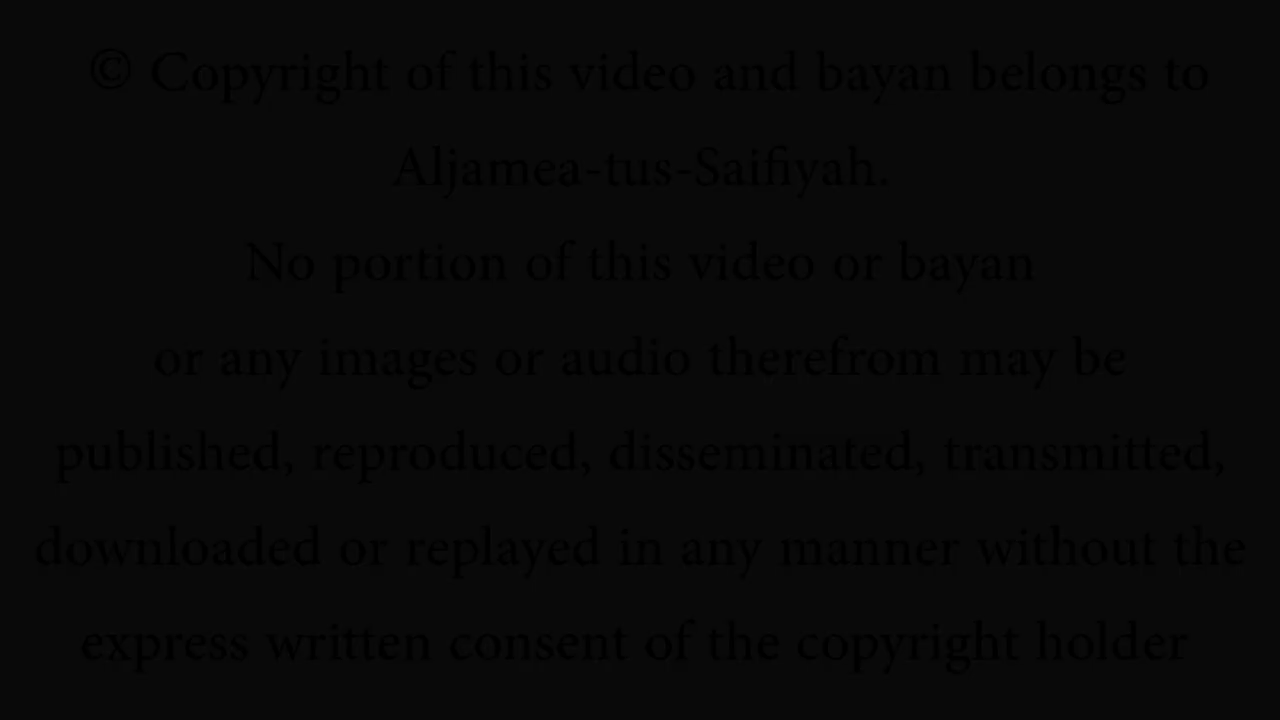 © Copyright of this video and bayan belongs to
Aljamea-tus-Saifiyah.
No portion of this video or bayan
or any images or audio therefrom may be
published, reproduced, disseminated, transmitted,
downloaded or replayed in any manner without the
express written consent of the copyright holder